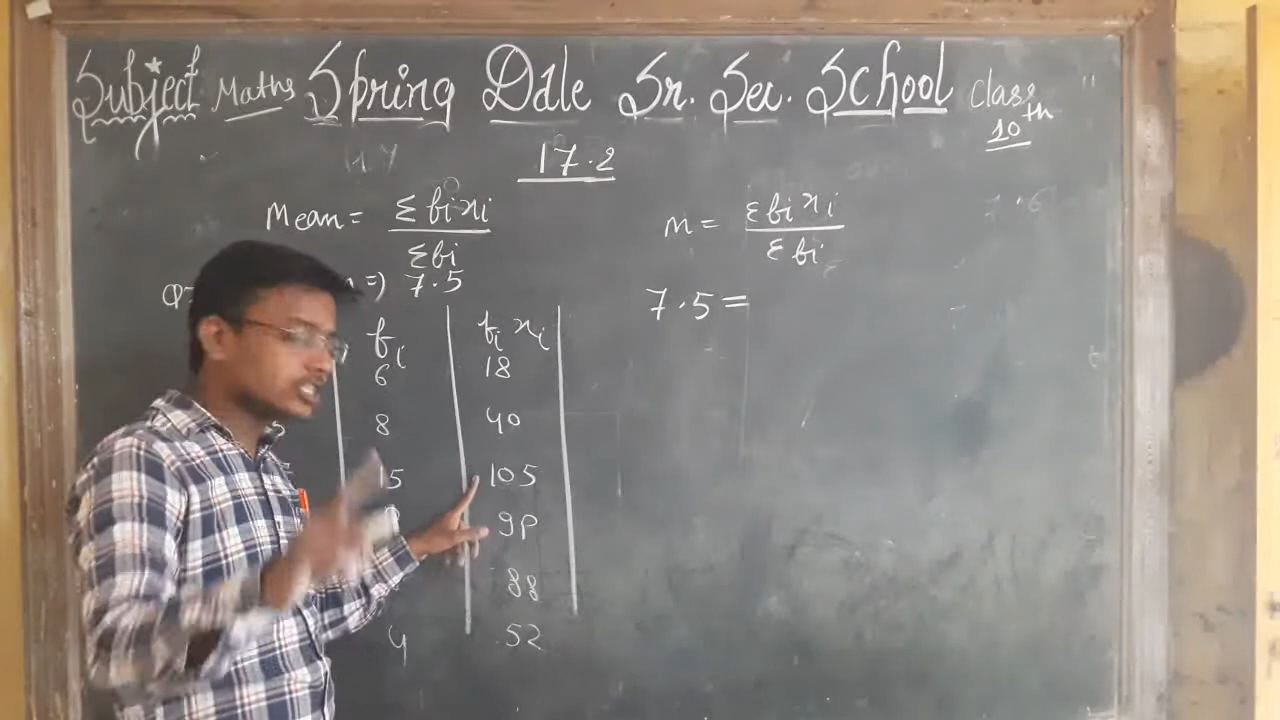 Subject Maths Spring Dale Sr. Sec. School Class 10th
17.2
Mean = Σfixi / Σfi
M = Σfixi / Σfi
=) 7.5
7.5 =
fi fixi
6 18
8 40
15 105
9P
88
4 52